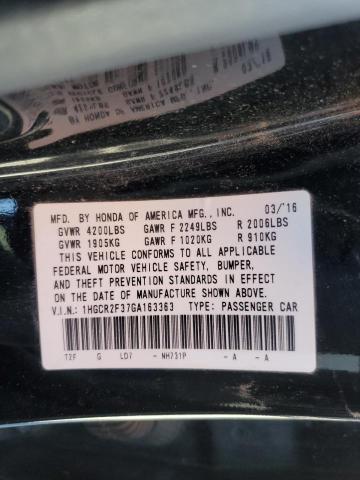 MFD. BY HONDA OF AMERICA MFG., INC. 03/16
GVWR 4200LBS GAWR F 2249LBS R 2006LBS
GVWR 1905KG GAWR F 1020KG R 910KG
THIS VEHICLE CONFORMS TO ALL APPLICABLE
FEDERAL MOTOR VEHICLE SAFETY, BUMPER,
AND THEFT PREVENTION STANDARDS IN EFFECT
ON THE DATE OF MANUFACTURE SHOWN ABOVE.
V.I.N.: 1HGCR2F37GA163363 TYPE: PASSENGER CAR
T2F G LD7 - NH731P - A - A